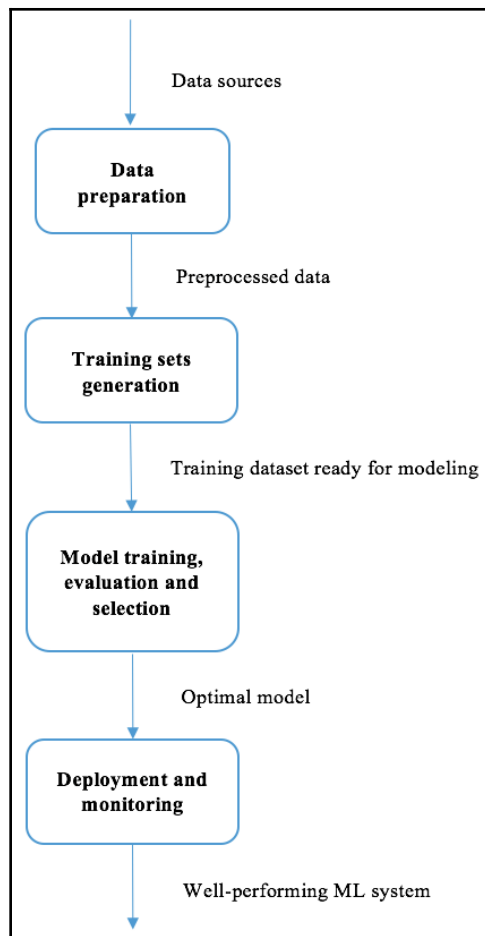 Data sources
Data
preparation
Preprocessed data
Training sets
generation
Training dataset ready for modeling
Model training,
evaluation and
selection
Optimal model
Deployment and
monitoring
Well-performing ML system